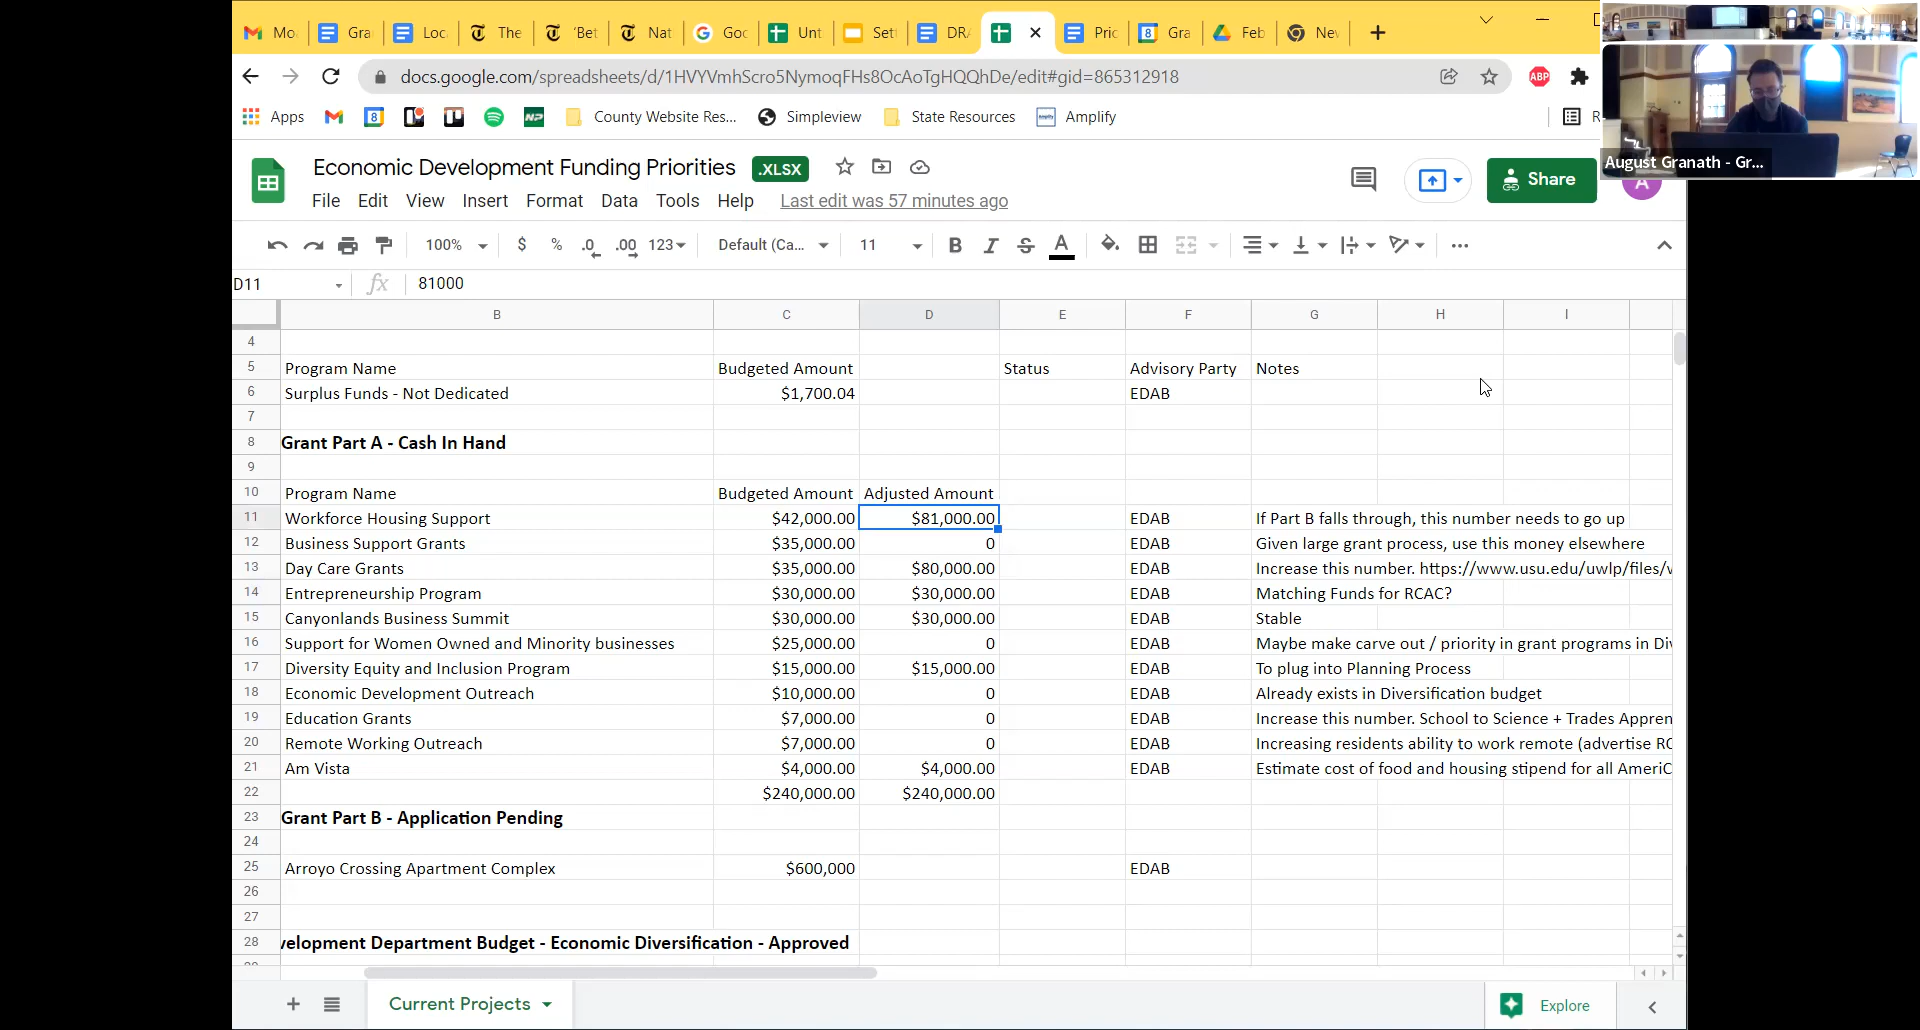 Mo
Gra
Loc
The
'Bet
Nat
Goc
Unt
Set
DRA
Pric
8 Gra
Feb
Nev
docs.google.com/spreadsheets/d/1HVYVmhScro5NymoqFHs8OcAoTgHQQhDe/edit#gid=865312918
ABP
Apps
8
NP
County Website Res...
Simpleview
State Resources
Amplify
R
August Granath - Gr...
Economic Development Funding Priorities .XLSX
Share
A
File Edit View Insert Format Data Tools Help Last edit was 57 minutes ago
100% $ % .0 .00 123 Default (Ca... 11 B I S A
D11 fx 81000
B C D E F G H I
4
5 Program Name Budgeted Amount Status Advisory Party Notes
6 Surplus Funds - Not Dedicated $1,700.04 EDAB
7
8 Grant Part A - Cash In Hand
9
10 Program Name Budgeted Amount Adjusted Amount
11 Workforce Housing Support $42,000.00 $81,000.00 EDAB If Part B falls through, this number needs to go up
12 Business Support Grants $35,000.00 0 EDAB Given large grant process, use this money elsewhere
13 Day Care Grants $35,000.00 $80,000.00 EDAB Increase this number. https://www.usu.edu/uwlp/files/w
14 Entrepreneurship Program $30,000.00 $30,000.00 EDAB Matching Funds for RCAC?
15 Canyonlands Business Summit $30,000.00 $30,000.00 EDAB Stable
16 Support for Women Owned and Minority businesses $25,000.00 0 EDAB Maybe make carve out / priority in grant programs in Div
17 Diversity Equity and Inclusion Program $15,000.00 $15,000.00 EDAB To plug into Planning Process
18 Economic Development Outreach $10,000.00 0 EDAB Already exists in Diversification budget
19 Education Grants $7,000.00 0 EDAB Increase this number. School to Science + Trades Appren
20 Remote Working Outreach $7,000.00 0 EDAB Increasing residents ability to work remote (advertise RC
21 Am Vista $4,000.00 $4,000.00 EDAB Estimate cost of food and housing stipend for all AmeriC
22 $240,000.00 $240,000.00
23 Grant Part B - Application Pending
24
25 Arroyo Crossing Apartment Complex $600,000 EDAB
26
27
28 velopment Department Budget - Economic Diversification - Approved
Current Projects
Explore